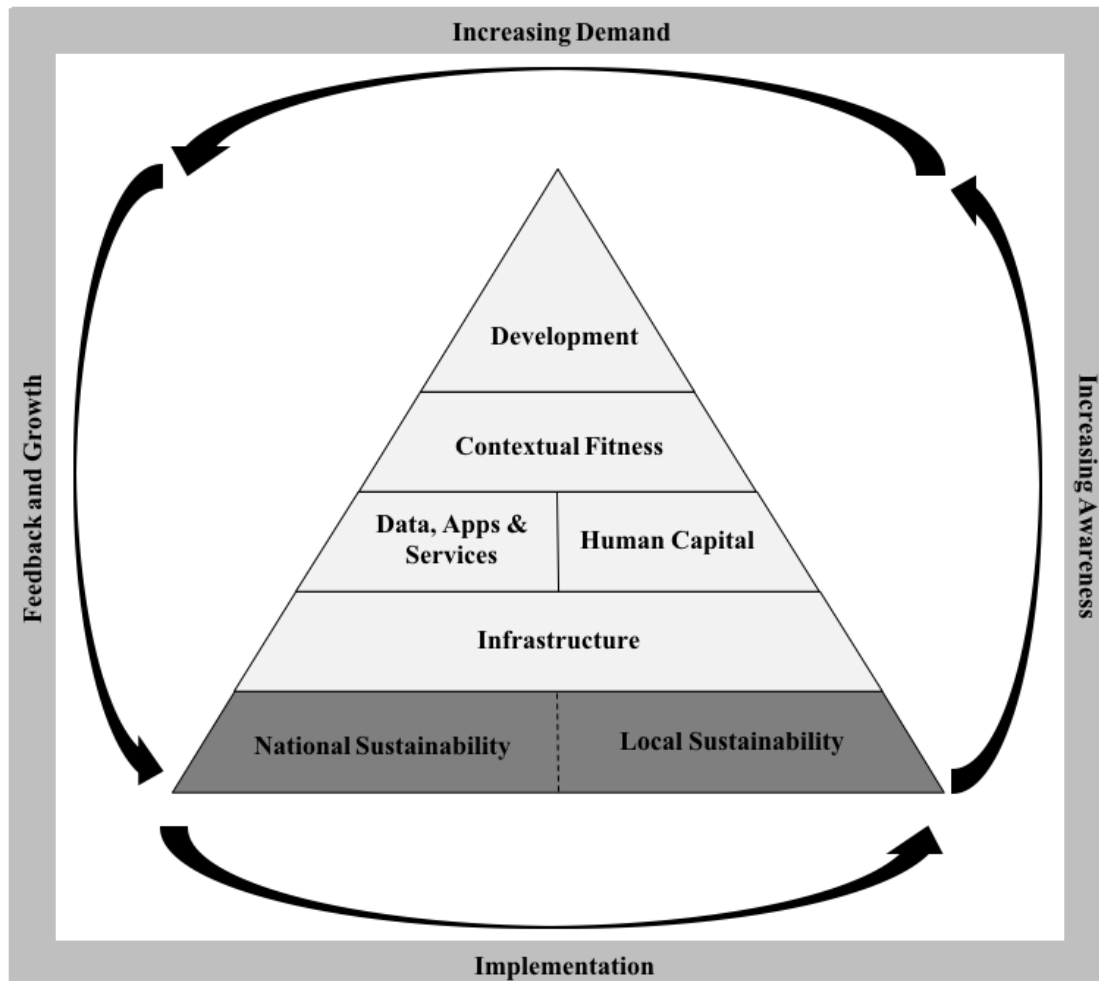 Increasing Demand
Development
Contextual Fitness
Data, Apps &
Services
Human Capital
Infrastructure
National Sustainability
Local Sustainability
Feedback and Growth
Increasing Awareness
Implementation